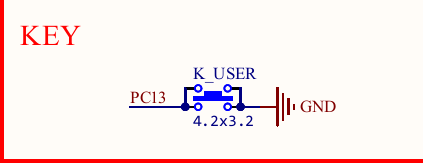 KEY
K_USER
PC13
GND
4.2x3.2